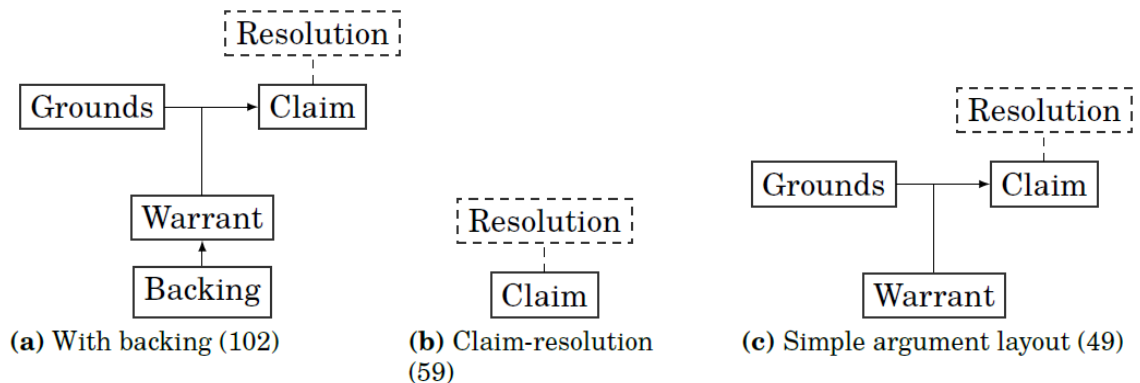 Resolution
Grounds
Claim
Warrant
Backing
(a) With backing (102)
Resolution
Claim
(b) Claim-resolution
(59)
Resolution
Grounds
Claim
Warrant
(c) Simple argument layout (49)